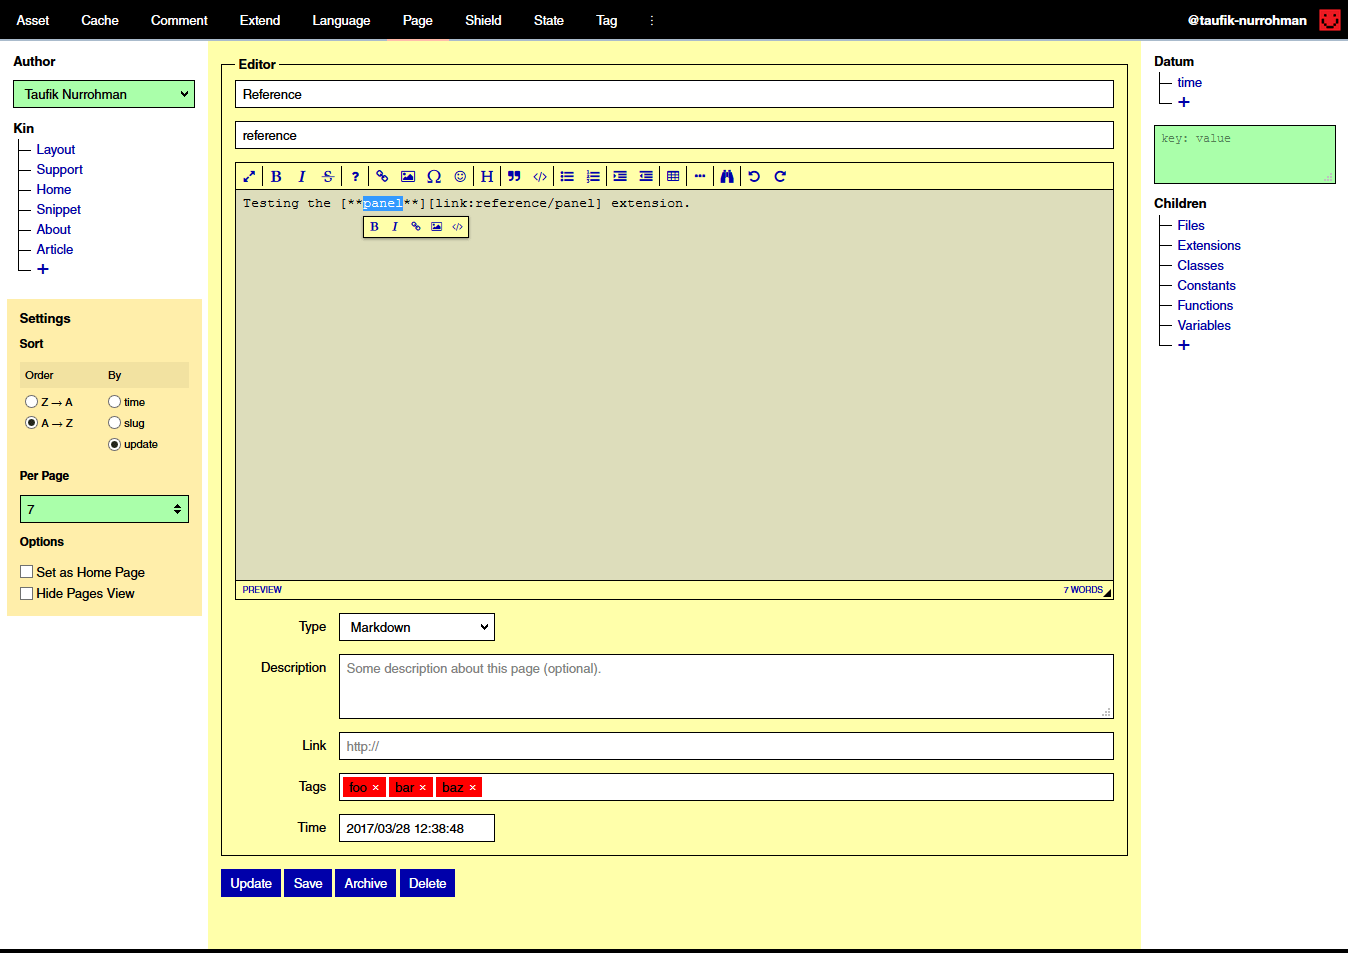 Asset Cache Comment Extend Language Page Shield State Tag ⋮ @taufik-nurrohman
Author
Taufik Nurrohman
Kin
Layout
Support
Home
Snippet
About
Article
+
Settings
Sort
Order By
Z → A time
A → Z slug
update
Per Page
7
Options
Set as Home Page
Hide Pages View
Editor
Reference
reference
B I S ? Ω H </>
Testing the [**panel**][link:reference/panel] extension.
B I </>
PREVIEW 7 WORDS
Type Markdown
Description Some description about this page (optional).
Link http://
Tags foo × bar × baz ×
Time 2017/03/28 12:38:48
Update Save Archive Delete
Datum
time
+
key: value
Children
Files
Extensions
Classes
Constants
Functions
Variables
+